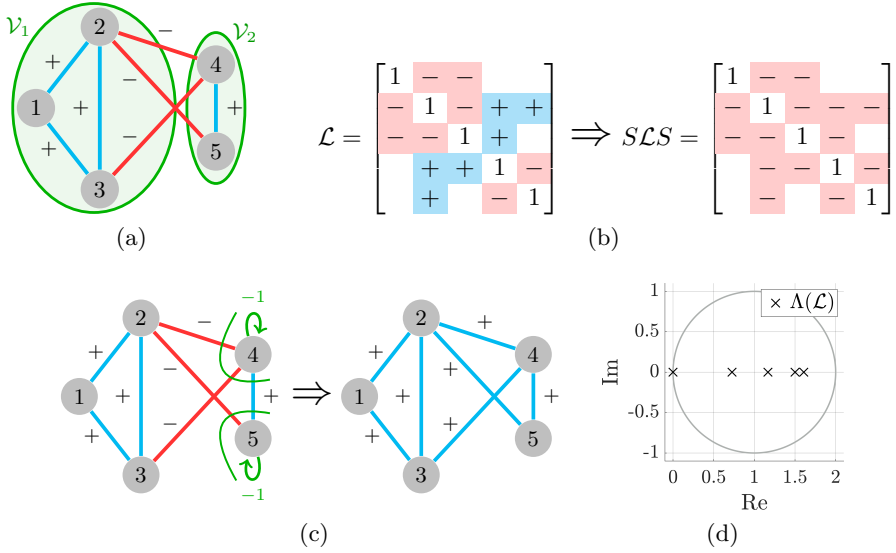 𝒱₁
𝒱₂
2
−
4
+
−
1
+
+
−
+
5
3
(a)
ℒ =
1 − −
− 1 − + +
− − 1 +
+ + 1 −
+ − 1
⇒ SℒS =
1 − −
− 1 − − −
− − 1 −
− − 1 −
− − 1
(b)
−1
2
−
4
+
−
1
+
+
+
−
5
3
−1
⇒
2
+
4
+
+
1
+
+
+
+
5
3
(c)
× Λ(ℒ)
Im
1
0.5
0
-0.5
-1
0 0.5 1 1.5 2
Re
(d)